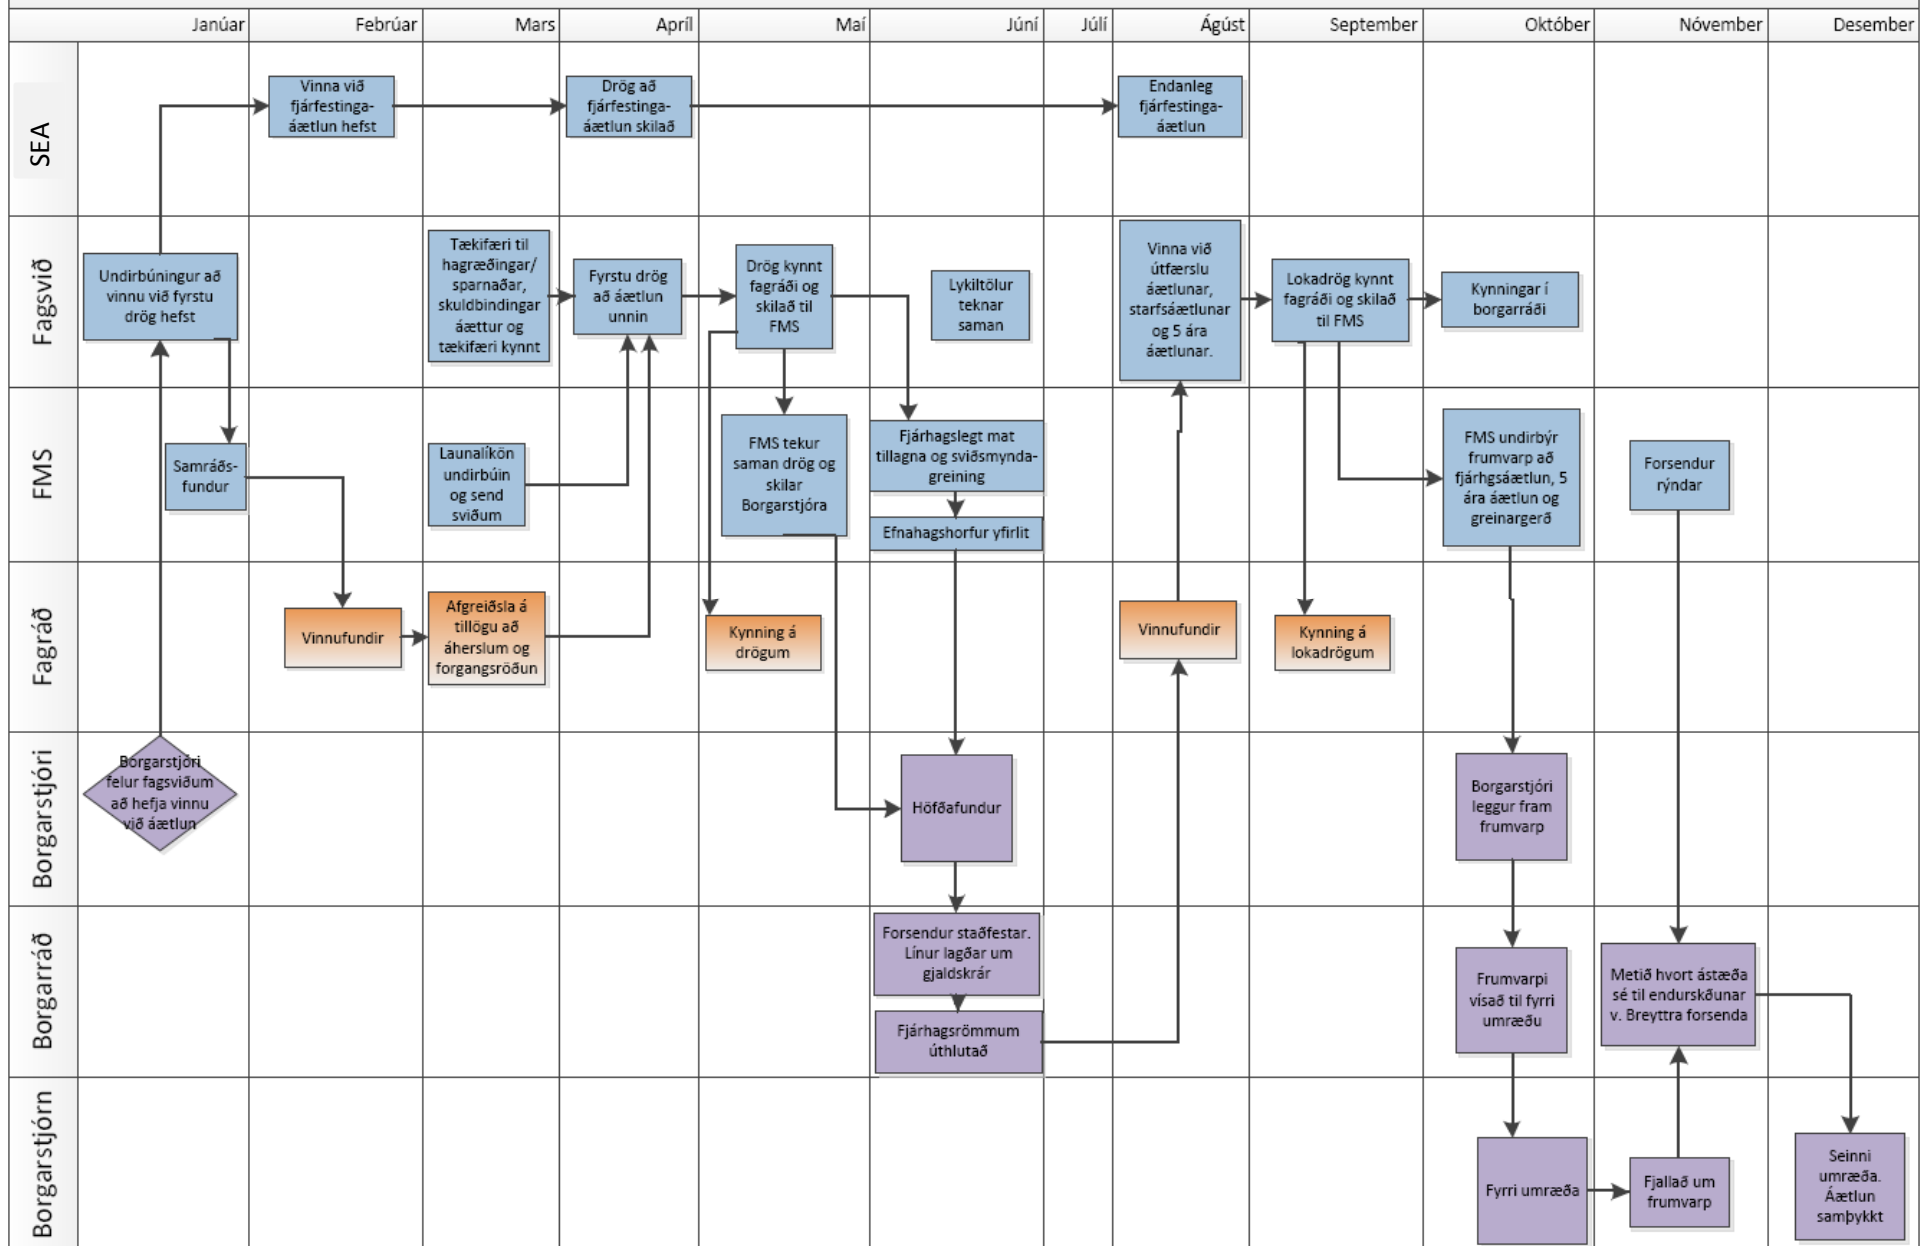 Janúar
Febrúar
Mars
Apríl
Maí
Júní
Júlí
Ágúst
September
Október
Nóvember
Desember
SEA
Vinna við
fjárfestinga-
áætlun hefst
Drög að
fjárfestinga-
áætlun skilað
Endanleg
fjárfestinga-
áætlun
Fagsvið
Undirbúningur að
vinnu við fyrstu
drög hefst
Tækifæri til
hagræðingar/
sparnaðar,
skuldbindingar
áættur og
tækifæri kynnt
Fyrstu drög
að áætlun
unnin
Drög kynnt
fagráði og
skilað til
FMS
Lykiltölur
teknar
saman
Vinna við
útfærslu
áætlunar,
starfsáætlunar
og 5 ára
áætlunar.
Lokadrög kynnt
fagráði og skilað
til FMS
Kynningar í
borgarráði
FMS
Samráðs-
fundur
Launalíkön
undirbúin
og send
sviðum
FMS tekur
saman drög og
skilar
Borgarstjóra
Fjárhagslegt mat
tillagna og sviðsmynda-
greining
Efnahagshorfur yfirlit
FMS undirbýr
frumvarp að
fjárhgsáætlun, 5
ára áætlun og
greinargerð
Forsendur
rýndar
Fagráð
Vinnufundir
Afgreiðsla á
tillögu að
áherslum og
forgangsröðun
Kynning á
drögum
Vinnufundir
Kynning á
lokadrögum
Borgarstjóri
Borgarstjóri
felur fagsviðum
að hefja vinnu
við áætlun
Höfðafundur
Borgarstjóri
leggur fram
frumvarp
Borgarráð
Forsendur staðfestar.
Línur lagðar um
gjaldskrár
Fjárhagsrömmum
úthlutað
Frumvarpi
vísað til fyrri
umræðu
Metið hvort ástæða
sé til endurskðunar
v. Breyttra forsenda
Borgarstjórn
Fyrri umræða
Fjallað um
frumvarp
Seinni
umræða.
Áætlun
samþykkt